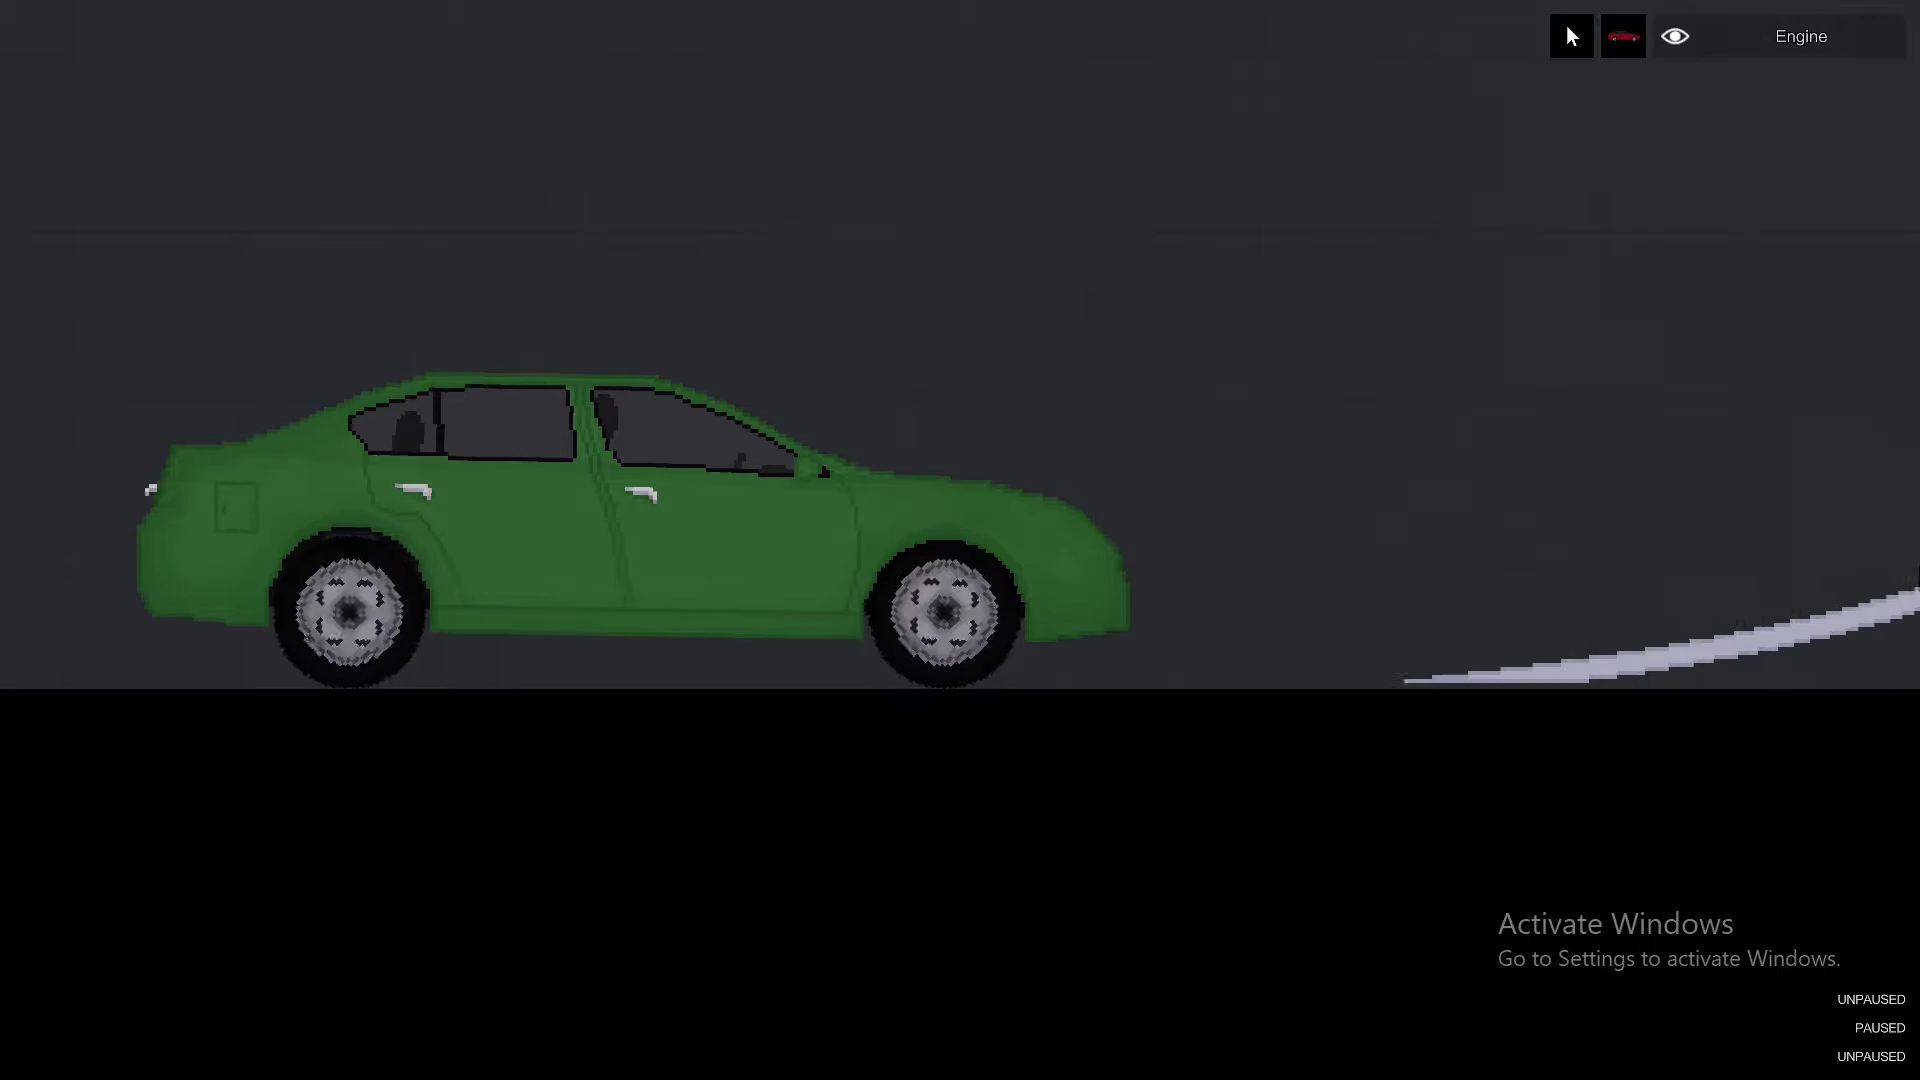 Engine
Activate Windows
Go to Settings to activate Windows.
UNPAUSED
PAUSED
UNPAUSED